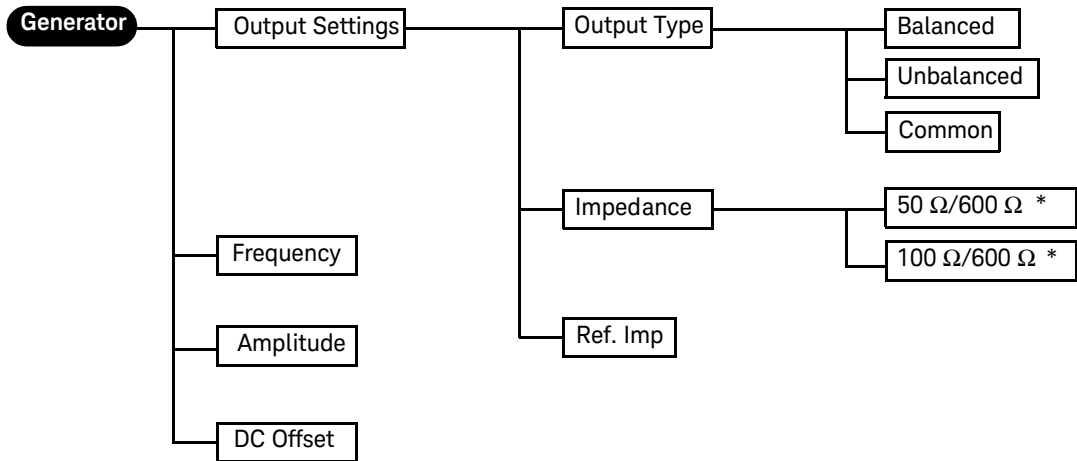 Generator
Output Settings
Output Type
Balanced
Unbalanced
Common
Impedance
50 Ω/600 Ω *
100 Ω/600 Ω *
Ref. Imp
Frequency
Amplitude
DC Offset